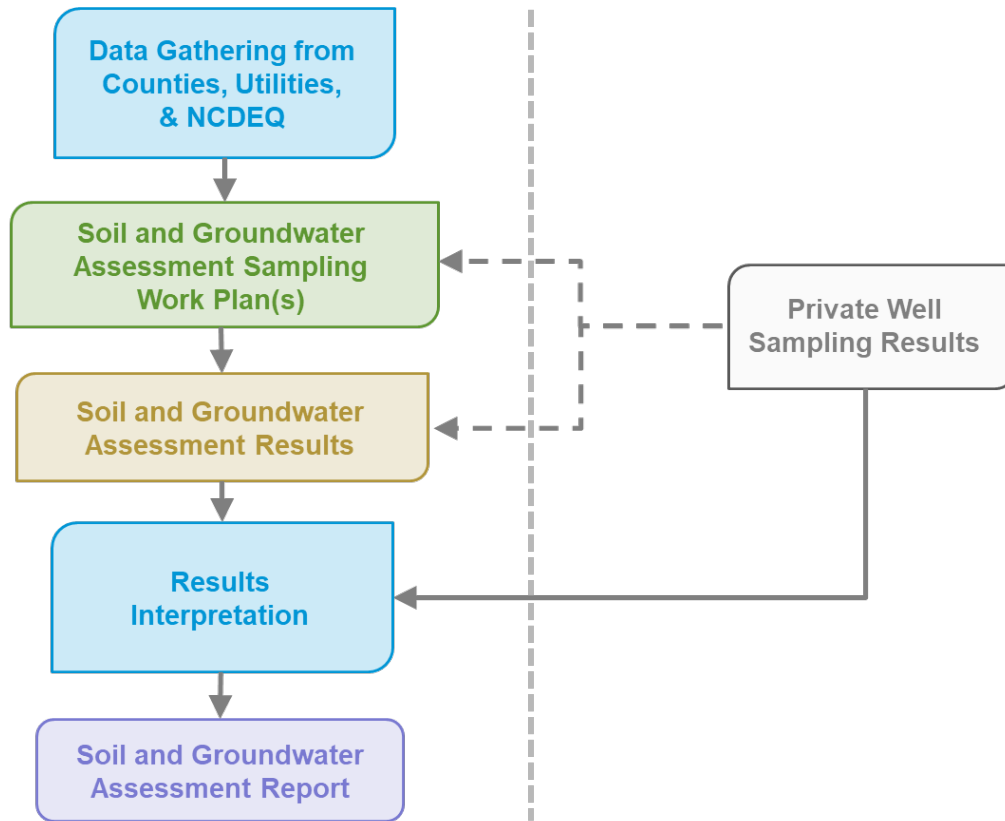 Data Gathering from
Counties, Utilities,
& NCDEQ
Soil and Groundwater
Assessment Sampling
Work Plan(s)
Private Well
Sampling Results
Soil and Groundwater
Assessment Results
Results
Interpretation
Soil and Groundwater
Assessment Report